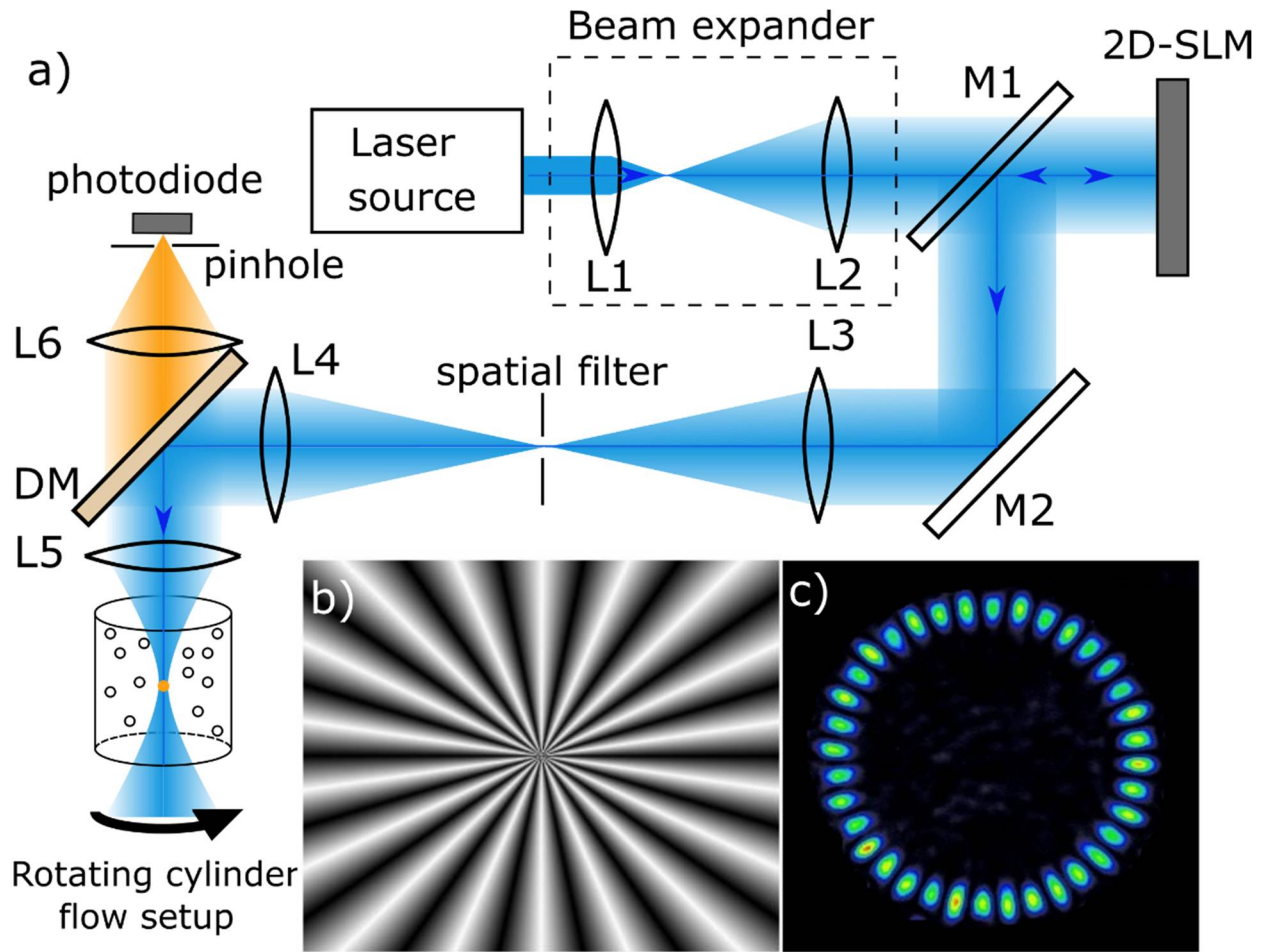 a)
Beam expander
2D-SLM
M1
Laser
source
L1
L2
photodiode
pinhole
L6
L4
spatial filter
L3
DM
M2
L5
b)
c)
Rotating cylinder
flow setup